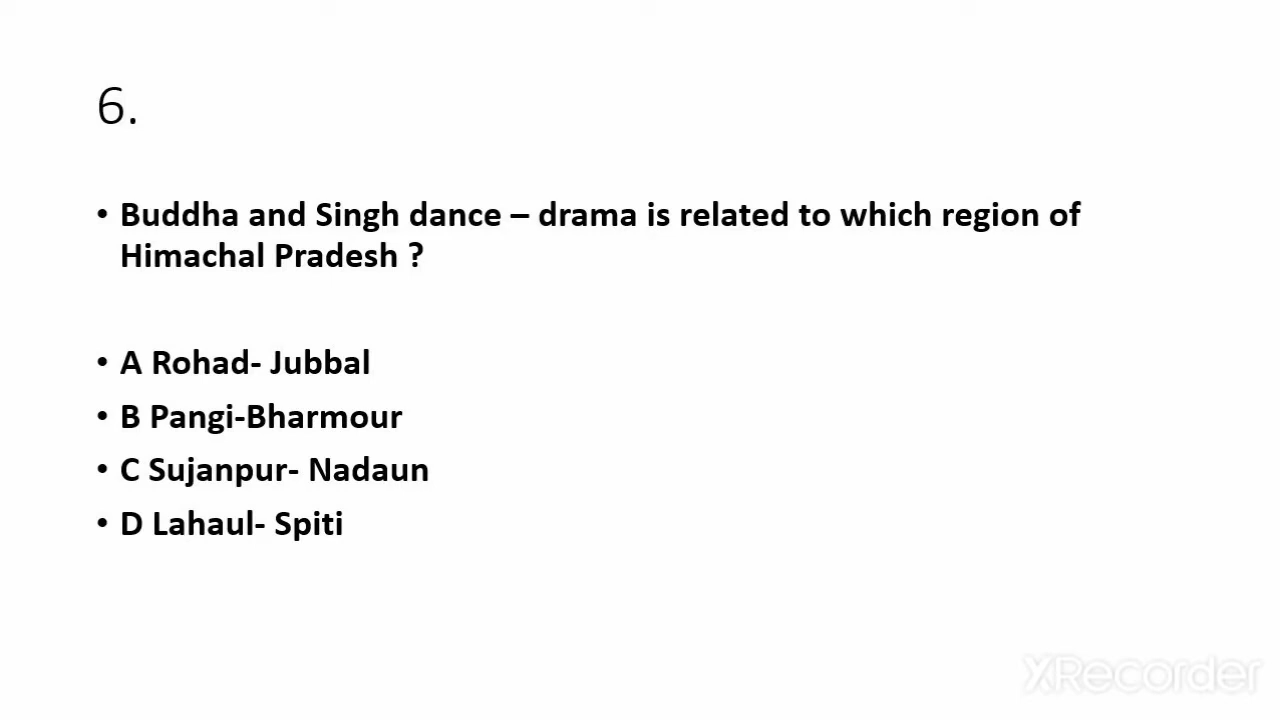 6.
• Buddha and Singh dance – drama is related to which region of
Himachal Pradesh ?
• A Rohad- Jubbal
• B Pangi-Bharmour
• C Sujanpur- Nadaun
• D Lahaul- Spiti
XRecorder